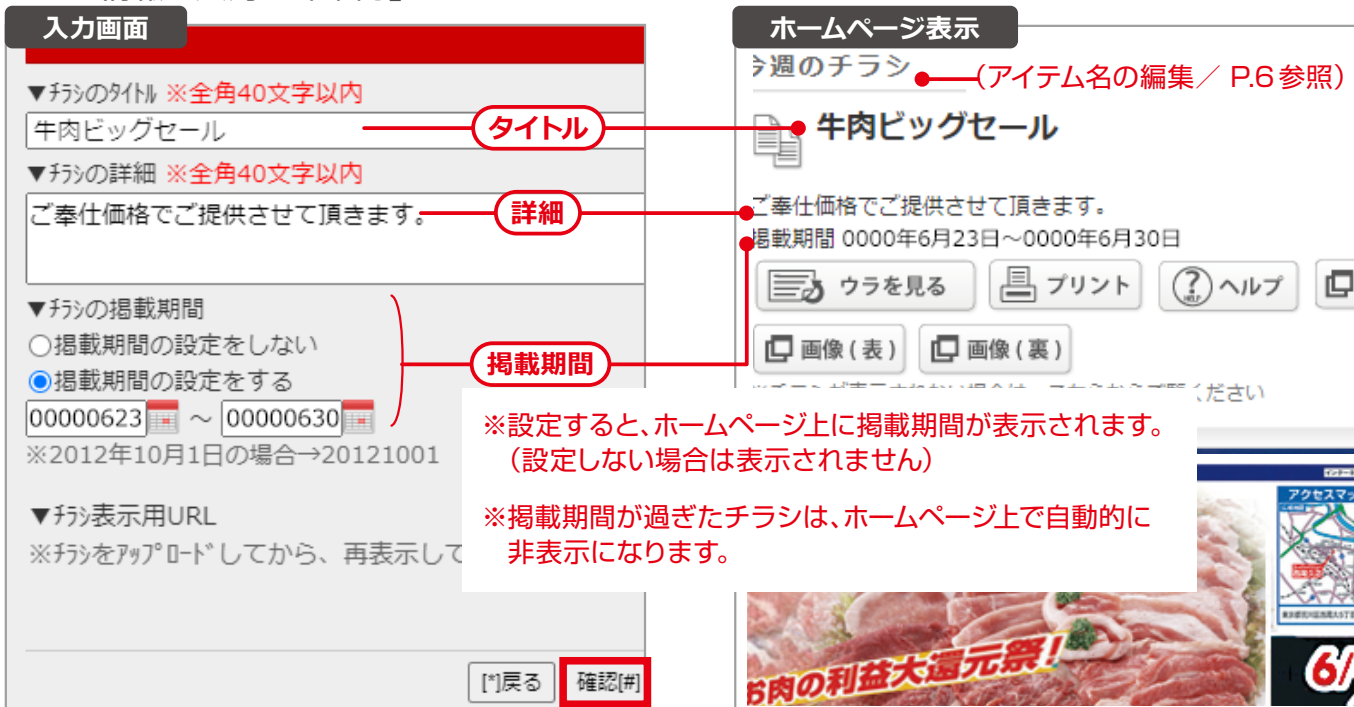 入力画面
▼ﾁﾗｼのﾀｲﾄﾙ ※全角40文字以内
牛肉ビッグセール
タイトル
▼ﾁﾗｼの詳細 ※全角40文字以内
ご奉仕価格でご提供させて頂きます。
詳細
▼ﾁﾗｼの掲載期間
掲載期間の設定をしない
掲載期間の設定をする
00000623 ～ 00000630
※2012年10月1日の場合→20121001
掲載期間
▼ﾁﾗｼ表示用URL
※ﾁﾗｼをｱｯﾌﾟﾛｰﾄﾞしてから、再表示して
[*]戻る 確認[#]
ホームページ表示
今週のチラシ
(アイテム名の編集／ P.6 参照)
牛肉ビッグセール
ご奉仕価格でご提供させて頂きます。
掲載期間 0000年6月23日～0000年6月30日
ウラを見る プリント ヘルプ
画像(表) 画像(裏)
ください
※設定すると、ホームページ上に掲載期間が表示されます。
（設定しない場合は表示されません）
※掲載期間が過ぎたチラシは、ホームページ上で自動的に
非表示になります。
アクセスマッ
お肉の利益大還元祭！
6/